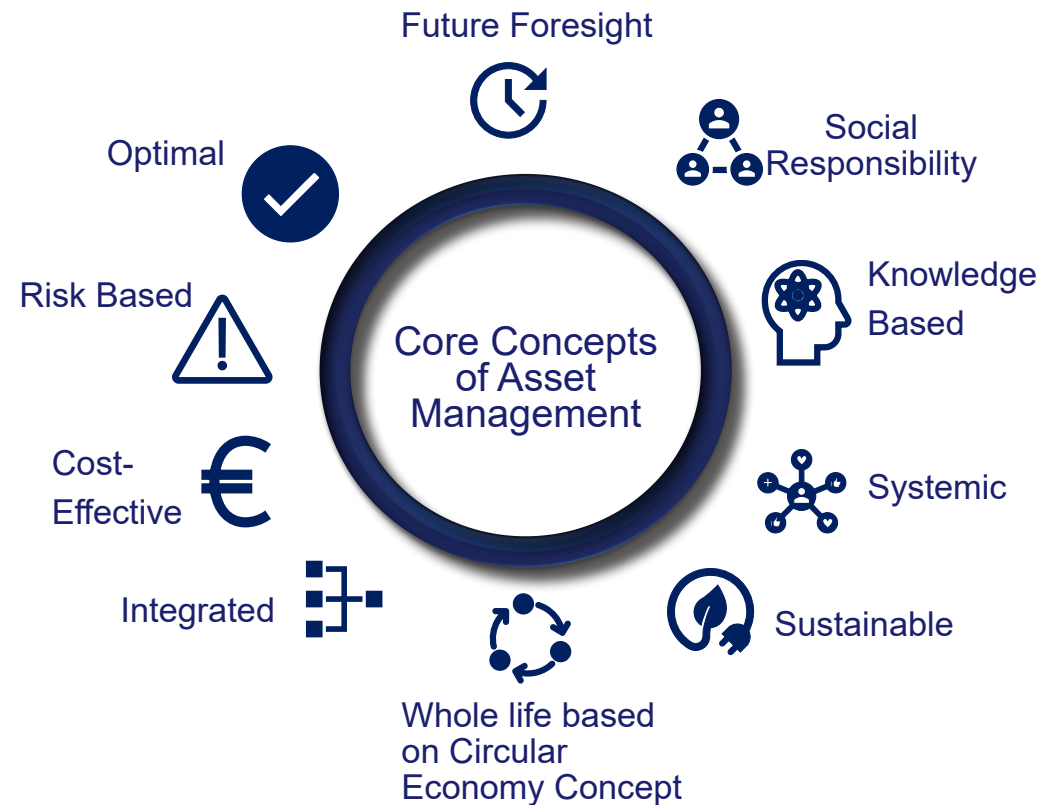 Future Foresight
Social
Responsibility
Optimal
Knowledge
Based
Risk Based
Core Concepts
of Asset
Management
Cost-
Effective
Systemic
Integrated
Sustainable
Whole life based
on Circular
Economy Concept